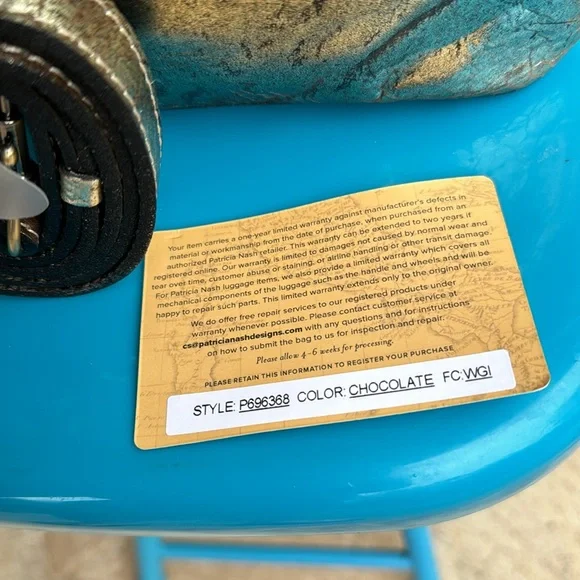 Your item carries a one-year limited warranty against manufacturer's defects in
material or workmanship from the date of purchase, when purchased from an
authorized Patricia Nash retailer. This warranty can be extended to two years if
registered online. Our warranty is limited to damages not caused by normal wear and
tear over time, customer abuse or staining, or airline handling or other transit damage.
For Patricia Nash luggage items, we also provide a limited warranty which covers all
mechanical components of the luggage such as the handle and wheels and will be
happy to repair such parts. This limited warranty extends only to the original owner.
We do offer free repair services to our registered products under
warranty whenever possible. Please contact customer service at
cs@patricianashdesigns.com with any questions and for instructions
on how to submit the bag to us for inspection and repair.
Please allow 4-6 weeks for processing.
PLEASE RETAIN THIS INFORMATION TO REGISTER YOUR PURCHASE
STYLE: P696368 COLOR: CHOCOLATE FC: WGI